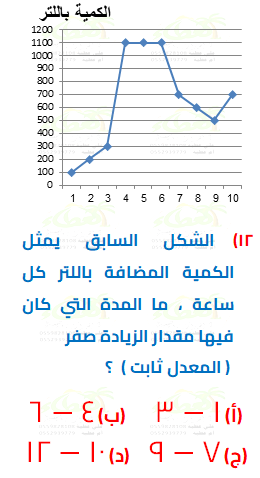 الكمية باللتر
1200
1100
1000
900
800
700
600
500
400
300
200
100
0
1 2 3 4 5 6 7 8 9 10
١٢) الشكل السابق يمثل
الكمية المضافة باللتر كل
ساعة ، ما المدة التي كان
فيها مقدار الزيادة صفر
( المعدل ثابت ) ؟
(أ) ١ – ٣ (ب) ٤ – ٦
(ج) ٧ – ٩ (د) ١٠ – ١٢